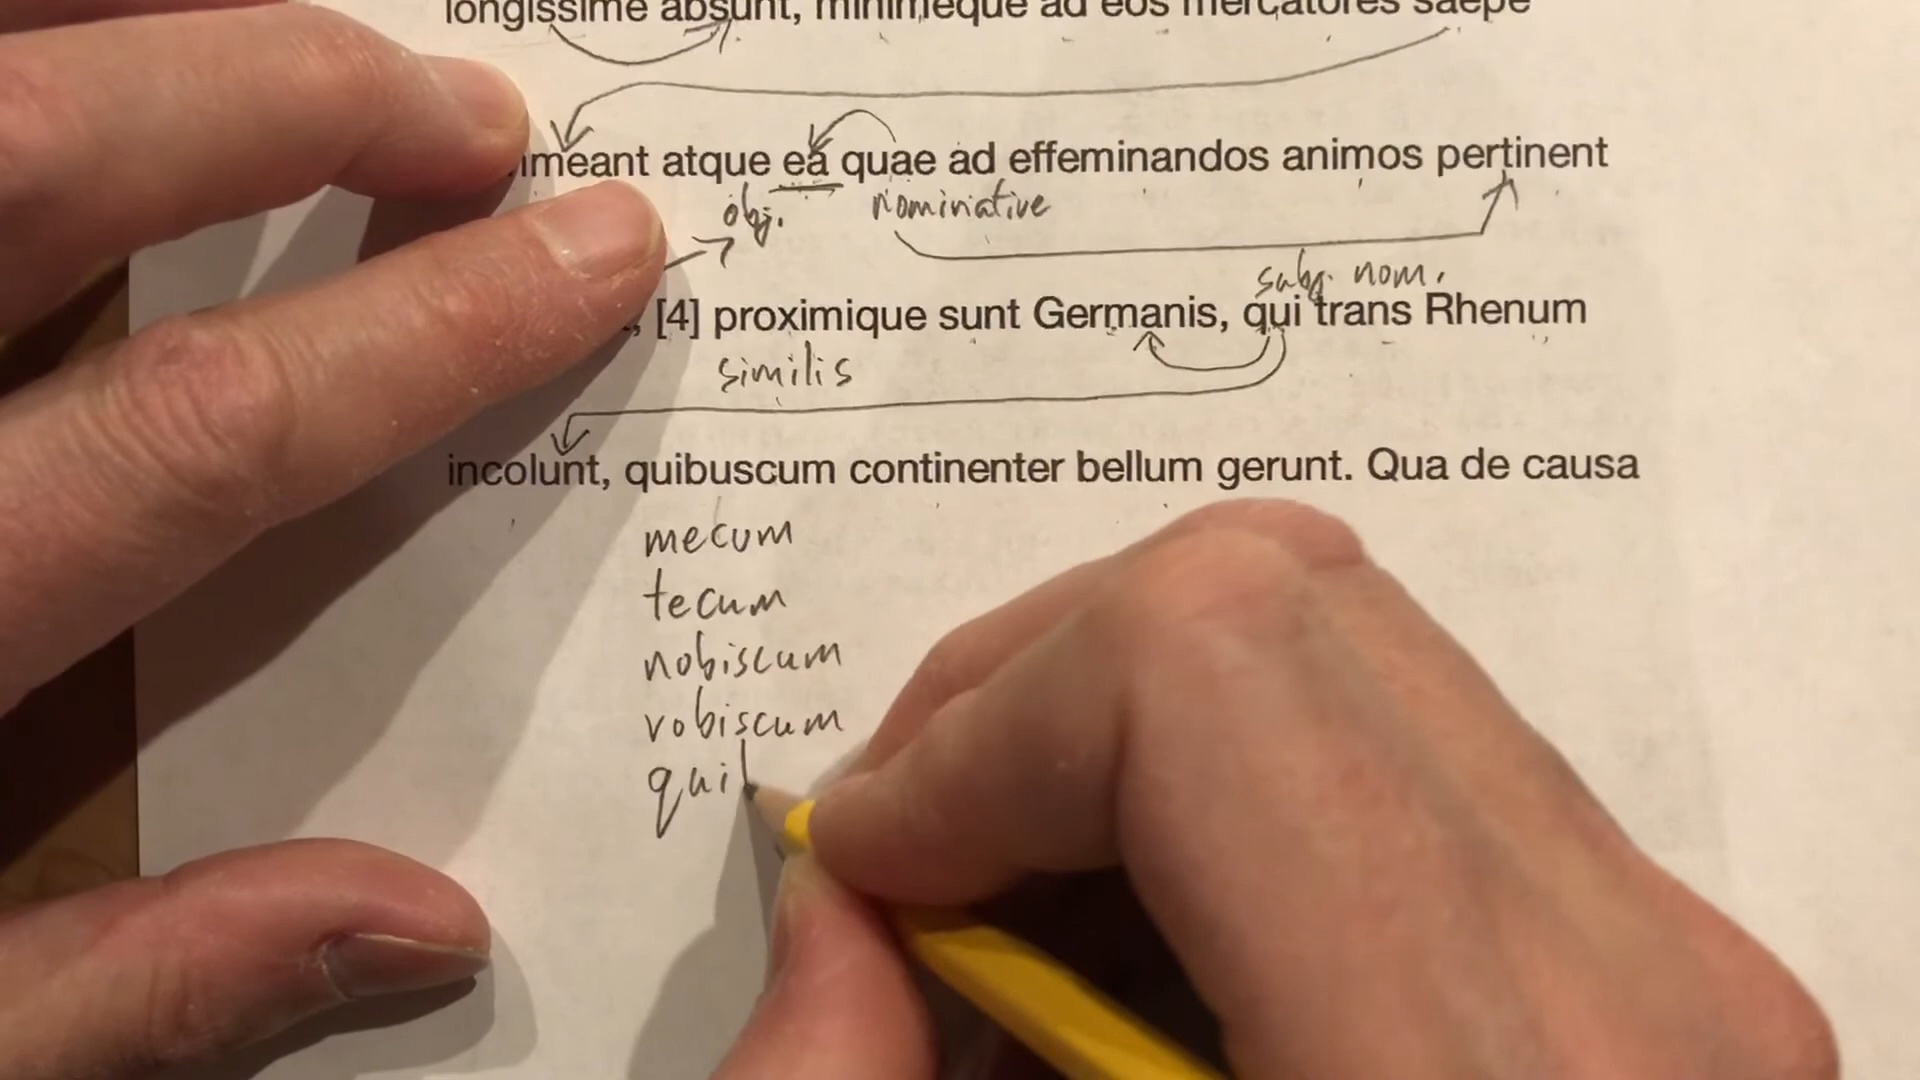 longissime absunt, minimeque ad eos mercatores saepe
meant atque ea quae ad effeminandos animos pertinent
obj. nominative
subj. nom.
, [4] proximique sunt Germanis, qui trans Rhenum
similis
incolunt, quibuscum continenter bellum gerunt. Qua de causa
mecum
tecum
nobiscum
vobiscum
quib